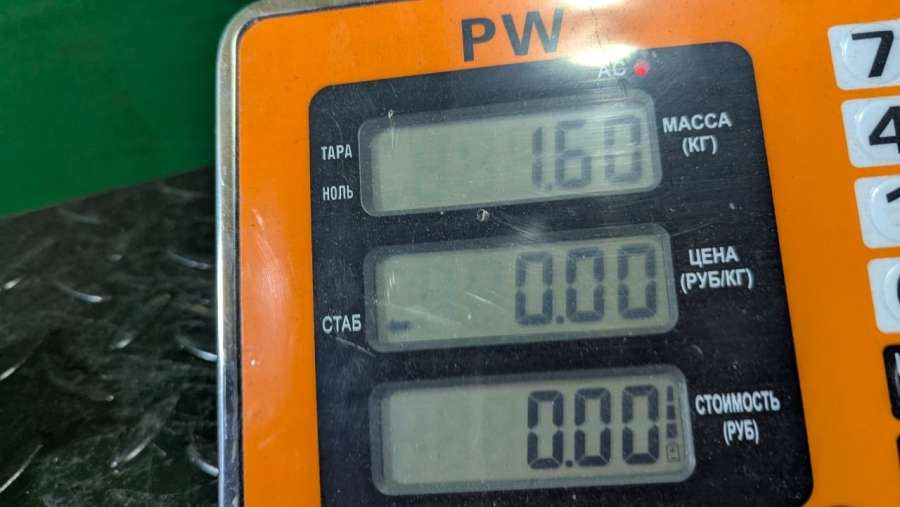 PW
AC
ТАРА
НОЛЬ
1.60
МАССА
(КГ)
СТАБ
0.00
ЦЕНА
(РУБ/КГ)
0.00
СТОИМОСТЬ
(РУБ)
7
4